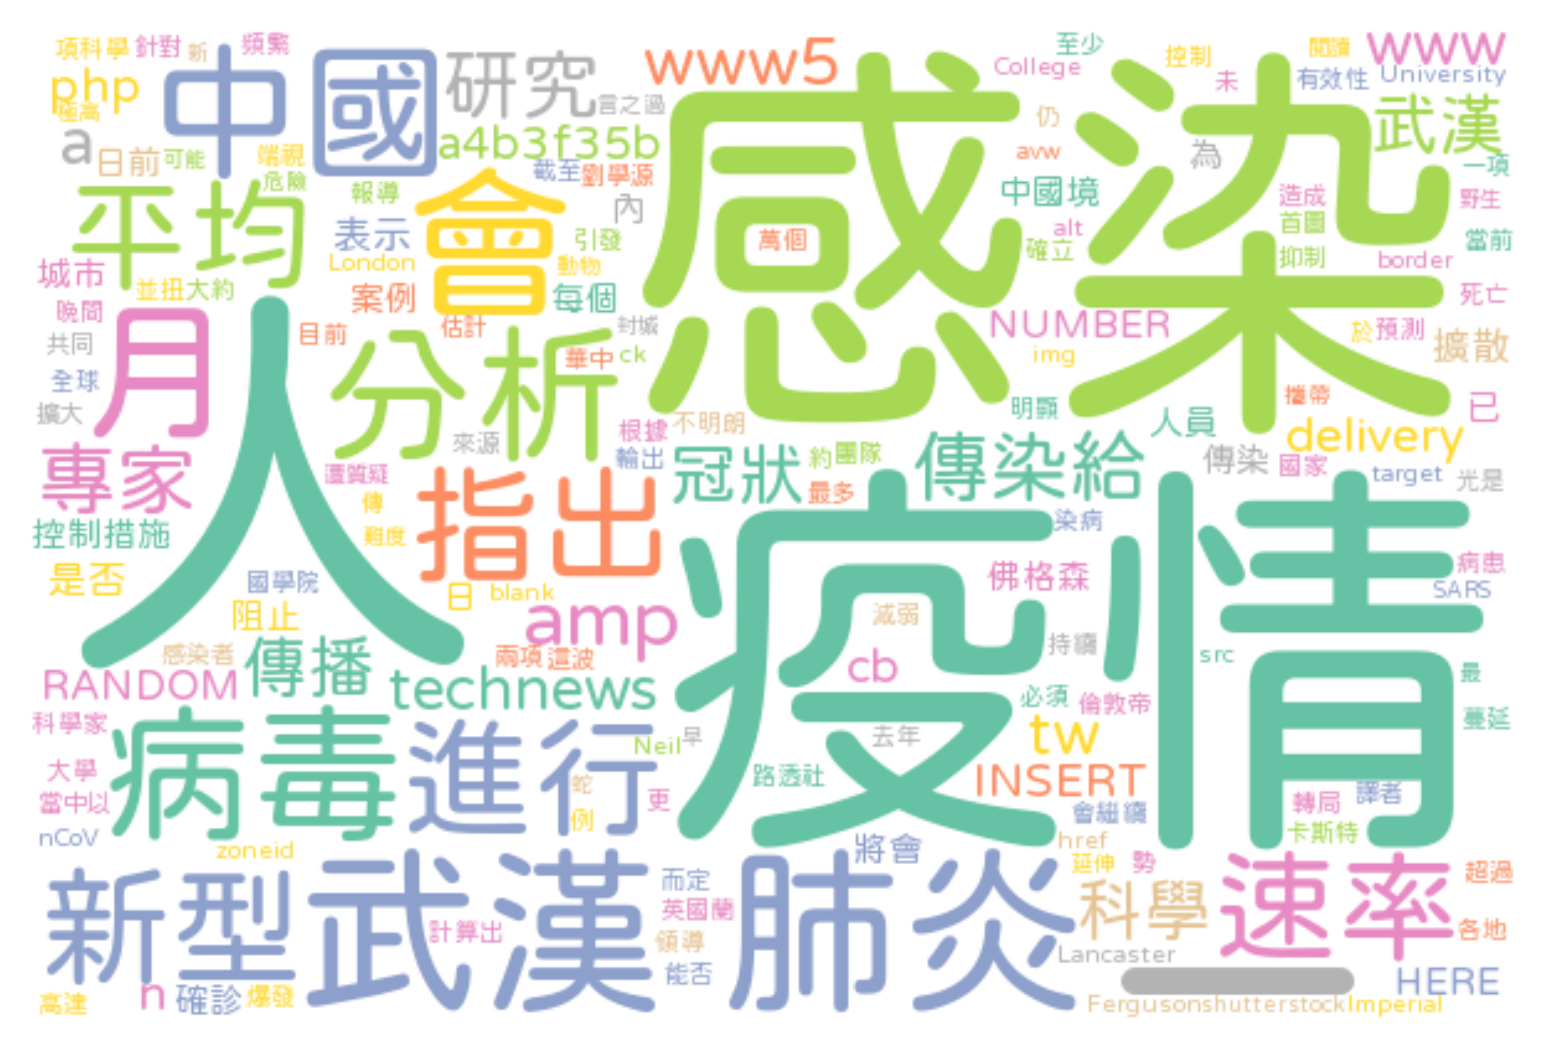 項科學 針對 新 頻繁
php
極高
中國
研究
言之過
www5
感染
College
至少
控制
未
閱讀
www
有效性 University
武漢
a
日前 可能 端視
危險
a4b3f35b
截至 劉學源
仍
avw
為
一項
平均
報導
表示
London
會
內
引發
動物
萬個
中國境
alt
確立
造成
首圖
抑制
野生
當前
border
城市
並扭 大約
晚間
案例
每個
估計
封城
NUMBER
img
死亡
於 預測
擴散
共同
全球
擴大
月
人
目前
分析
華中 ck
來源
根據
不明朗
明顯
人員
攜帶
已
delivery
專家
遭質疑
傳
難度
指出
輸出
冠狀
約 團隊
最多
傳染給
傳染 國家
target
光是
控制措施
是否
國學院
阻止
日 blank
疫情
染病
佛格森
病患
SARS
減弱
持續
感染者
傳播
amp
兩項 這波
technews
cb
src
最
RANDOM
科學家
必須 倫敦帝
蔓延
病毒
進行
Neil 早
去年
tw
大學
當中以
nCoV
蛇
例
更
路透社
INSERT
會繼續
轉局 譯者
卡斯特
zoneid
將會
href
延伸 勢
新型
武漢
肺炎
計算出
而定
英國蘭
領導
能否
科學
速率
超過
各地
Lancaster
高達
n
確診 爆發
HERE
Fergusonshutterstock Imperial